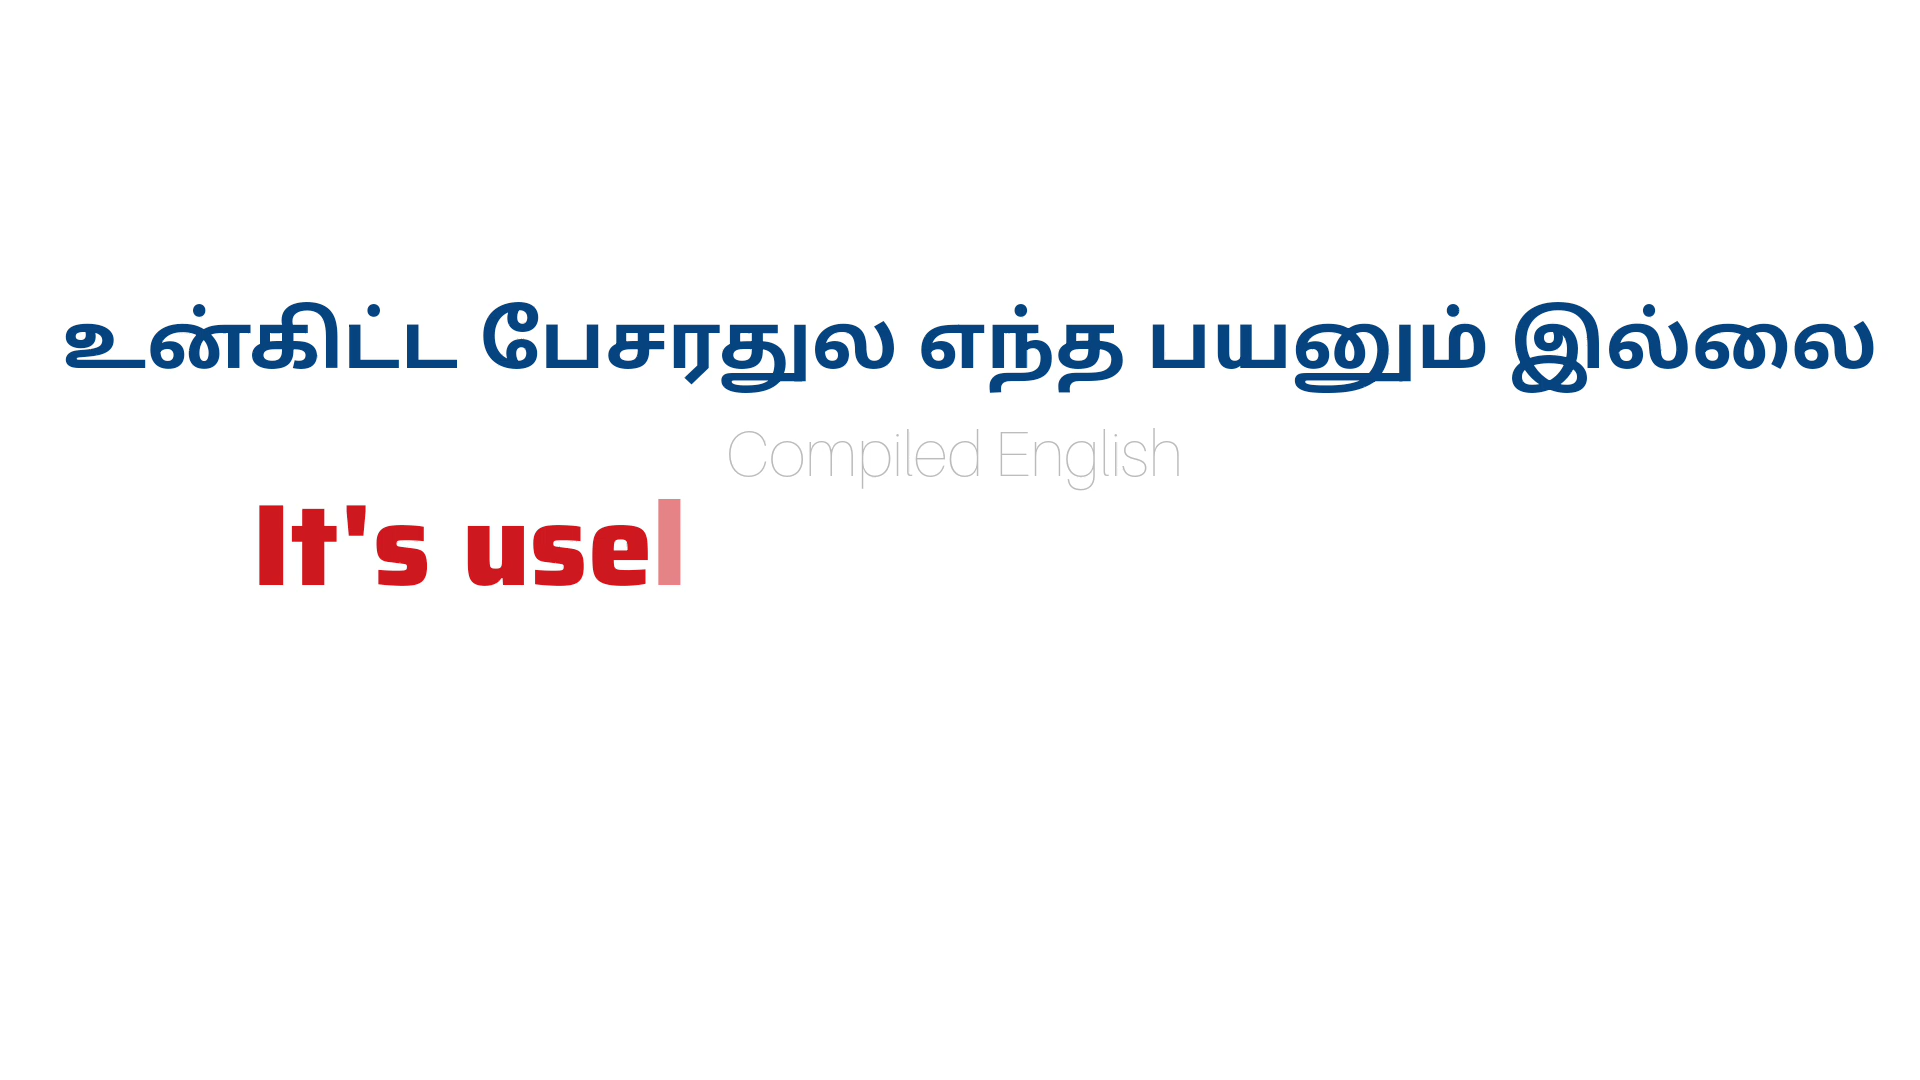 உன்கிட்ட பேசரதுல எந்த பயனும் இல்லை
Compiled English
It's usel